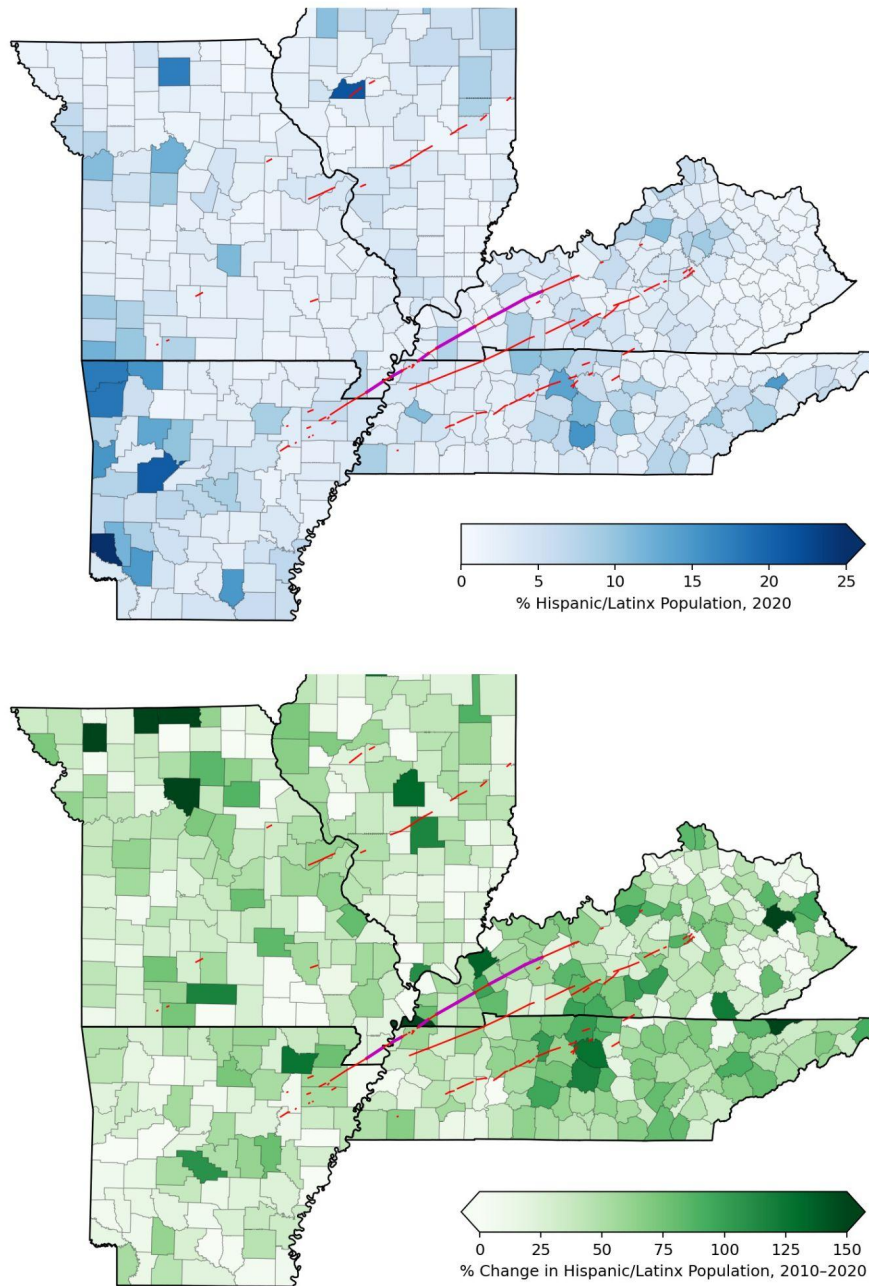 0 5 10 15 20 25
% Hispanic/Latinx Population, 2020
0 25 50 75 100 125 150
% Change in Hispanic/Latinx Population, 2010–2020